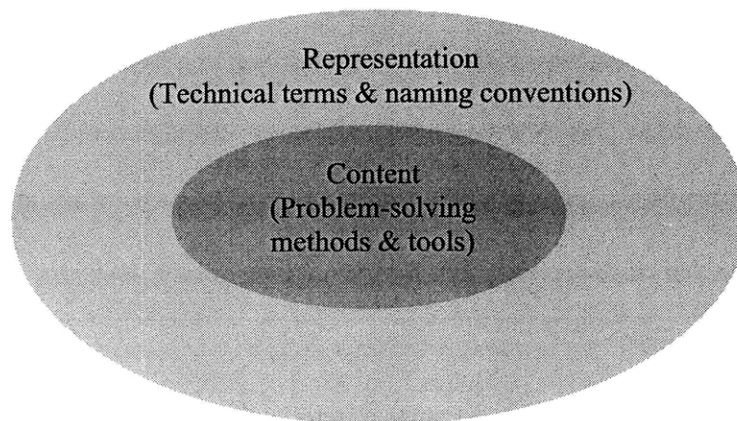 Representation
(Technical terms & naming conventions)
Content
(Problem-solving
methods & tools)